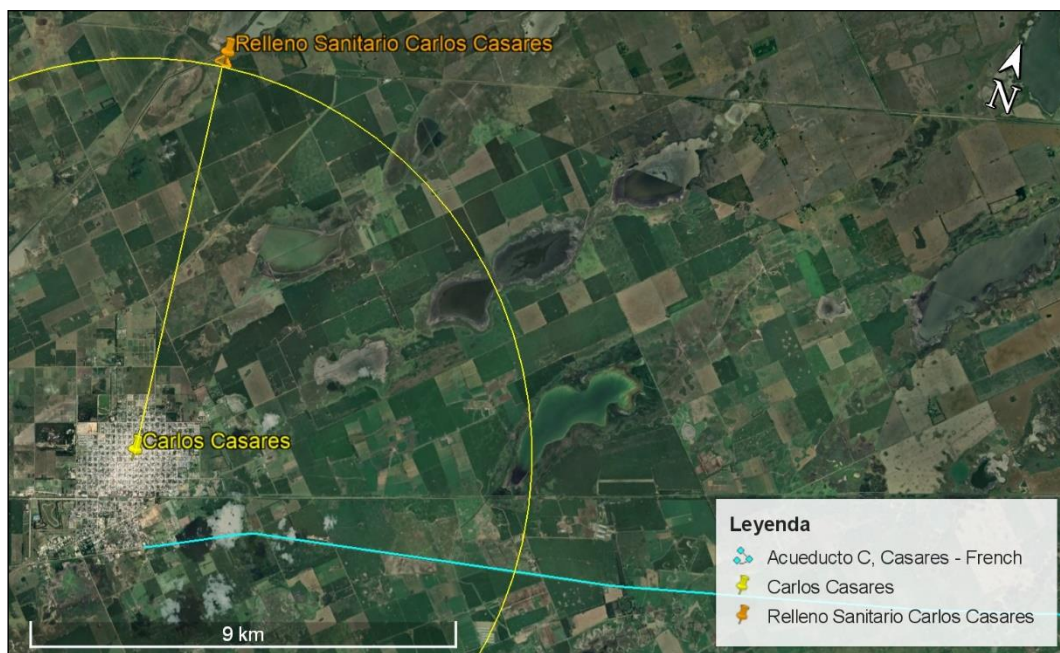 Relleno Sanitario Carlos Casares
N
Carlos Casares
Leyenda
Acueducto C, Casares - French
Carlos Casares
Relleno Sanitario Carlos Casares
9 km